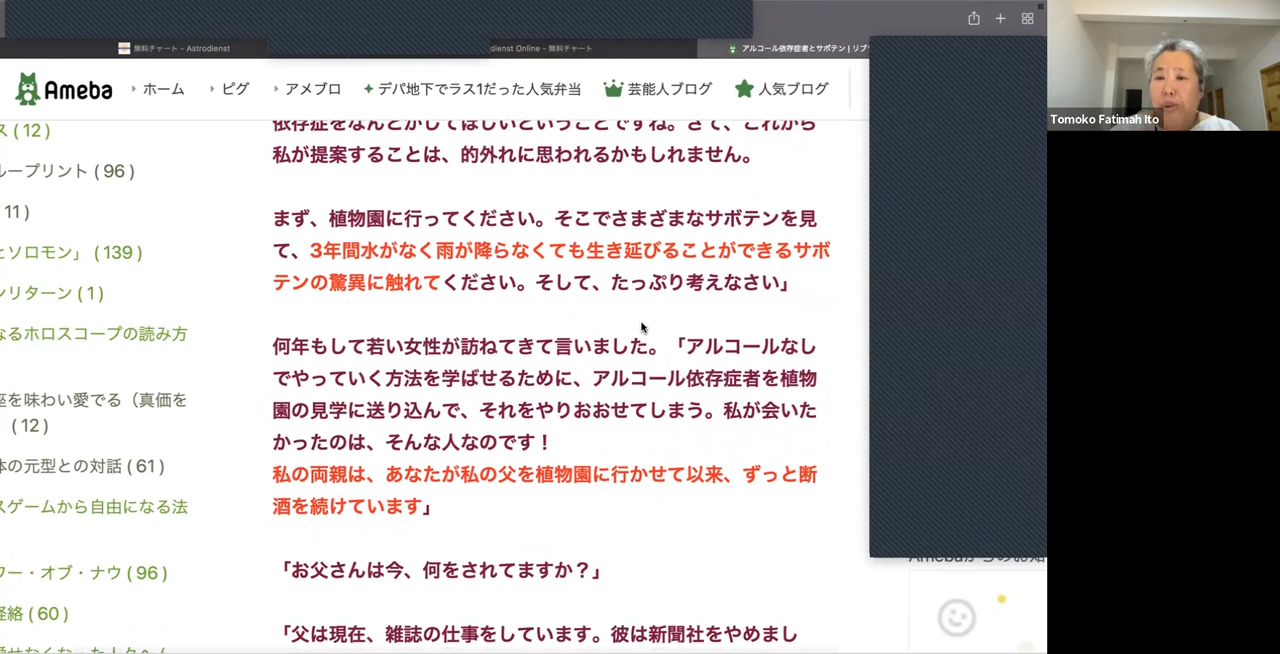 無料チャート - Astrodienst
dienst Online - 無料チャート
アルコール依存症者とサボテン | リブ
Ameba
ホーム
ピグ
アメブロ
デパ地下でラス1だった人気弁当
芸能人ブログ
人気ブログ
Tomoko Fatimah Ito
ス ( 12 )
ループリント ( 96 )
11 )
とソロモン」 ( 139 )
ンリターン ( 1 )
なるホロスコープの読み方
座を味わい愛でる（真価を
( 12 )
体の元型との対話 ( 61 )
スゲームから自由になる法
ワー・オブ・ナウ ( 96 )
経絡 ( 60 )
依存症をなんとかしてほしいということですね。さて、これから
私が提案することは、的外れに思われるかもしれません。
まず、植物園に行ってください。そこでさまざまなサボテンを見
て、3年間水がなく雨が降らなくても生き延びることができるサボ
テンの驚異に触れてください。そして、たっぷり考えなさい」
何年もして若い女性が訪ねてきて言いました。「アルコールなし
でやっていく方法を学ばせるために、アルコール依存症者を植物
園の見学に送り込んで、それをやりおおせてしまう。私が会いた
かったのは、そんな人なのです！
私の両親は、あなたが私の父を植物園に行かせて以来、ずっと断
酒を続けています」
「お父さんは今、何をされてますか？」
「父は現在、雑誌の仕事をしています。彼は新聞社をやめまし